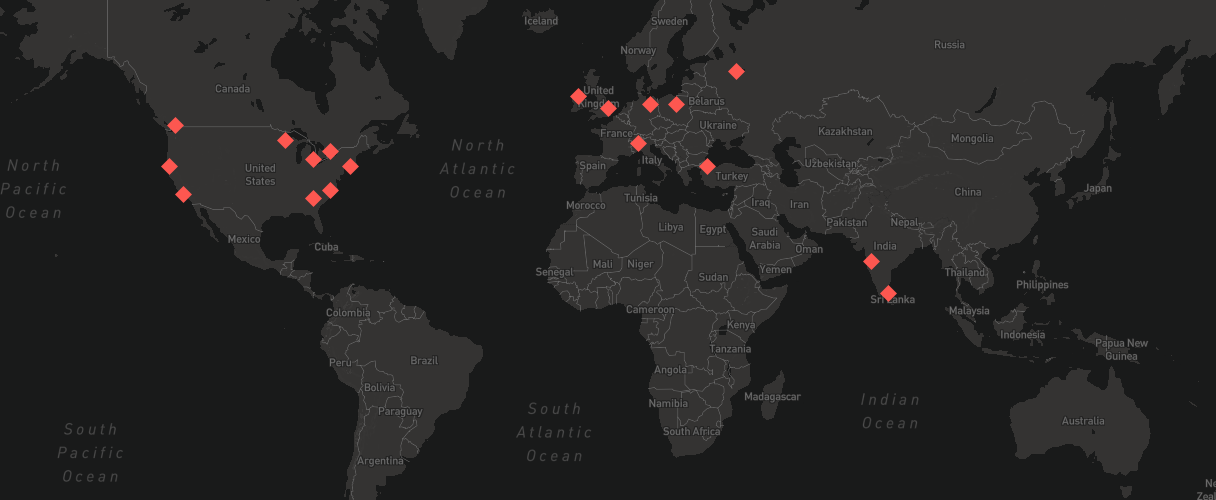 Iceland
Sweden
Norway
Russia
Canada
United
Kingdom
Belarus
Ukraine
France
Kazakhstan
Mongolia
North
Pacific
Ocean
North
Atlantic
Ocean
United
States
Spain
Italy
Turkey
Uzbekistan
China
Japan
Morocco
Tunisia
Iraq
Iran
Pakistan
Nepal
Mexico
Cuba
Libya
Egypt
Saudi
Arabia
Oman
India
Senegal
Mali
Niger
Sudan
Yemen
Thailand
Philippines
Sri Lanka
Colombia
Cameroon
Kenya
Malaysia
Indonesia
Papua New
Guinea
Peru
Brazil
Tanzania
Bolivia
Angola
Paraguay
Namibia
Madagascar
Indian
Ocean
South
Pacific
Ocean
South
Atlantic
Ocean
South Africa
Australia
Argentina